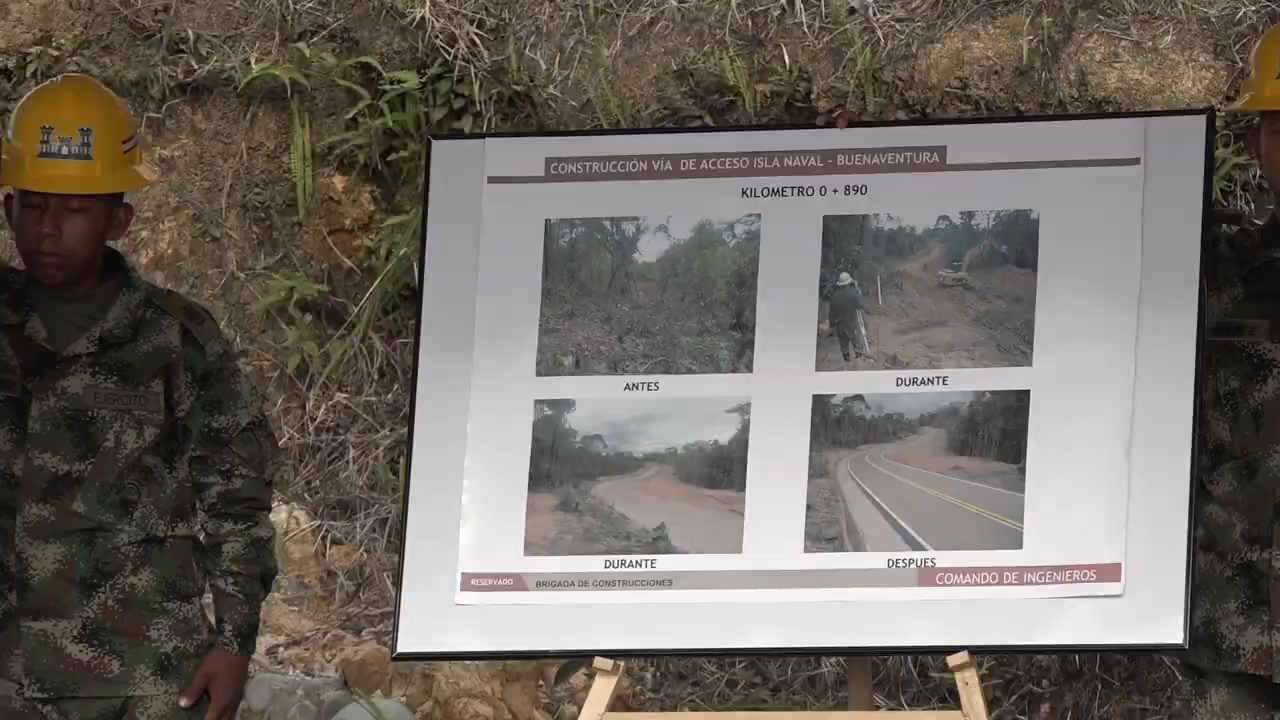 CONSTRUCCIÓN VÍA DE ACCESO ISLA NAVAL - BUENAVENTURA
KILOMETRO 0 + 890
ANTES
DURANTE
DURANTE
DESPUES
RESERVADO
BRIGADA DE CONSTRUCCIONES
COMANDO DE INGENIEROS
EJERCITO